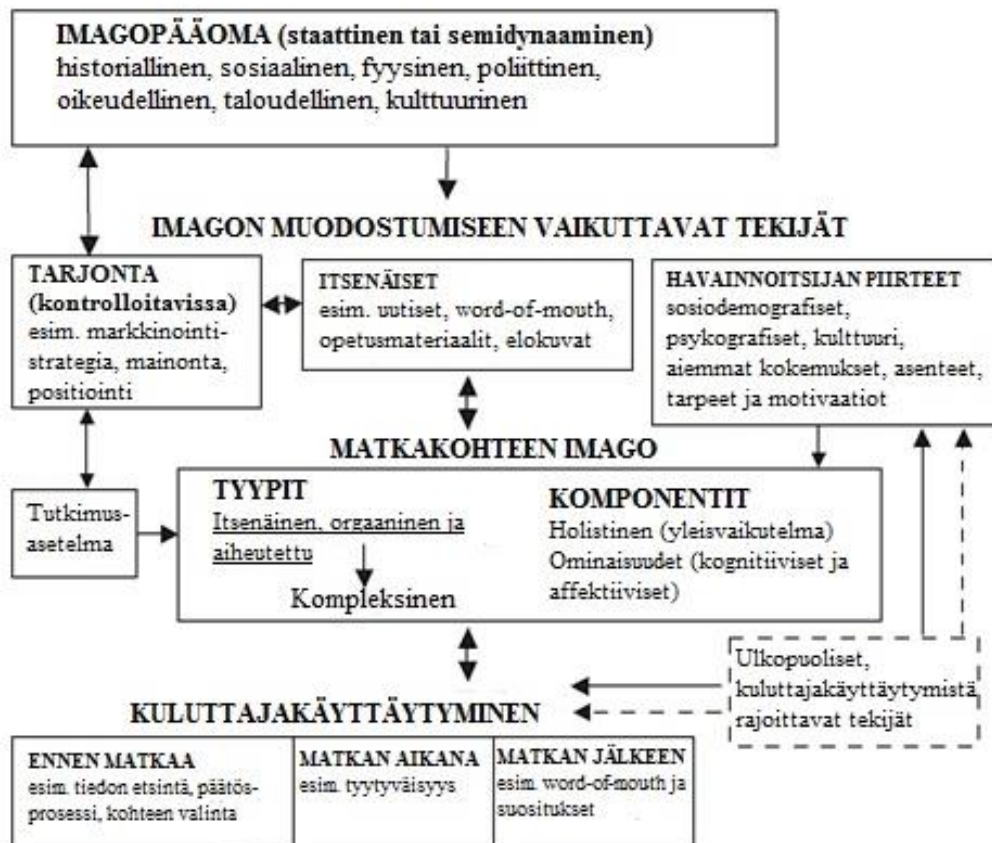 IMAGOPÄÄOMA (staattinen tai semidynaaminen)
historiallinen, sosiaalinen, fyysinen, poliittinen,
oikeudellinen, taloudellinen, kulttuurinen
IMAGON MUODOSTUMISEEN VAIKUTTAVAT TEKIJÄT
TARJONTA
(kontrolloitavissa)
esim. markkinointi-
strategia, mainonta,
positiointi
ITSENÄISET
esim. uutiset, word-of-mouth,
opetusmateriaalit, elokuvat
HAVAINNOITSIJAN PIIRTEET
sosiodemografiset,
psykografiset, kulttuuri,
aiemmat kokemukset, asenteet,
tarpeet ja motivaatiot
MATKAKOHTEEN IMAGO
Tutkimus-
asetelma
TYYPIT
Itsenäinen, orgaaninen ja
aiheutettu
Kompleksinen
KOMPONENTIT
Holistinen (yleisvaikutelma)
Ominaisuudet (kognitiiviset ja
affektiiviset)
Ulkopuoliset,
kuluttajakäyttäytymistä
rajoittavat tekijät
KULUTTAJAKÄYTTÄYTYMINEN
ENNEN MATKAA
esim. tiedon etsintä, päätös-
prosessi, kohteen valinta
MATKAN AIKANA
esim. tyytyväisyys
MATKAN JÄLKEEN
esim. word-of-mouth ja
suositukset